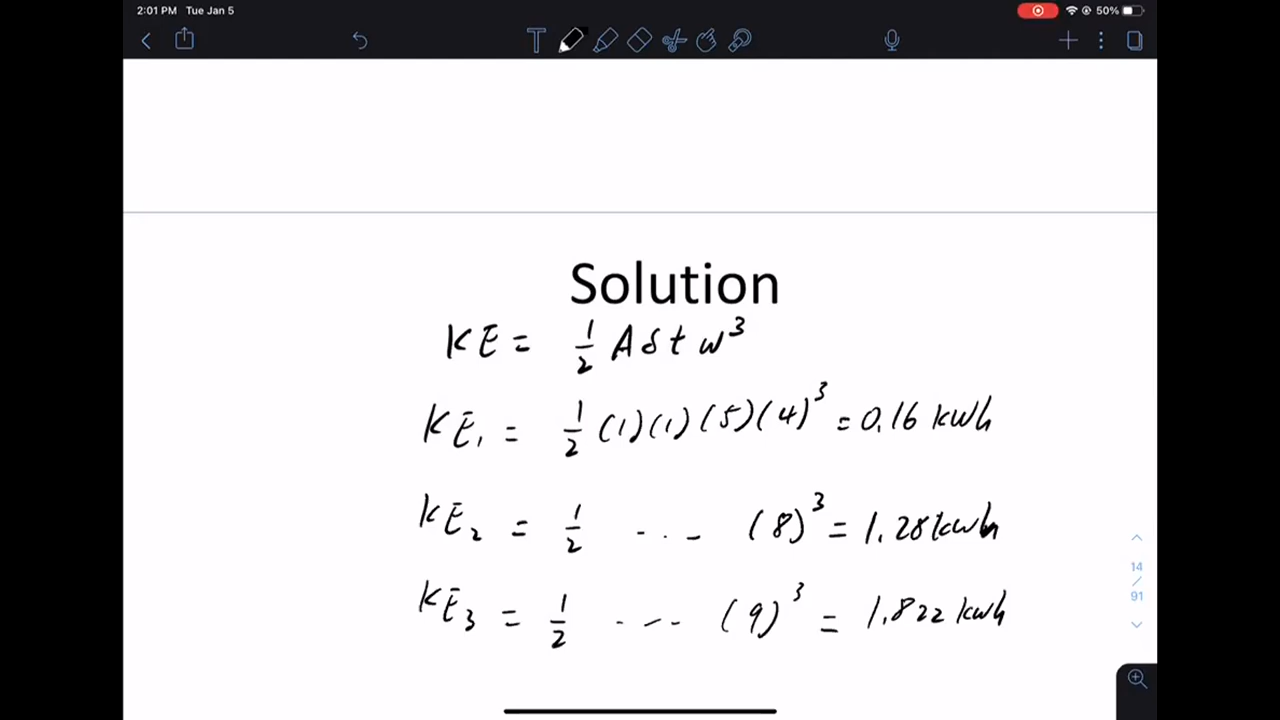 2:01 PM Tue Jan 5
50%
T
Solution
KE = 1/2 A δ t w³
KE₁ = 1/2 (1)(1)(5)(4)³ = 0.16 kWh
KE₂ = 1/2 ---- (8)³ = 1.28 kwh
KE₃ = 1/2 ---- (9)³ = 1.822 kwh
14
/
91